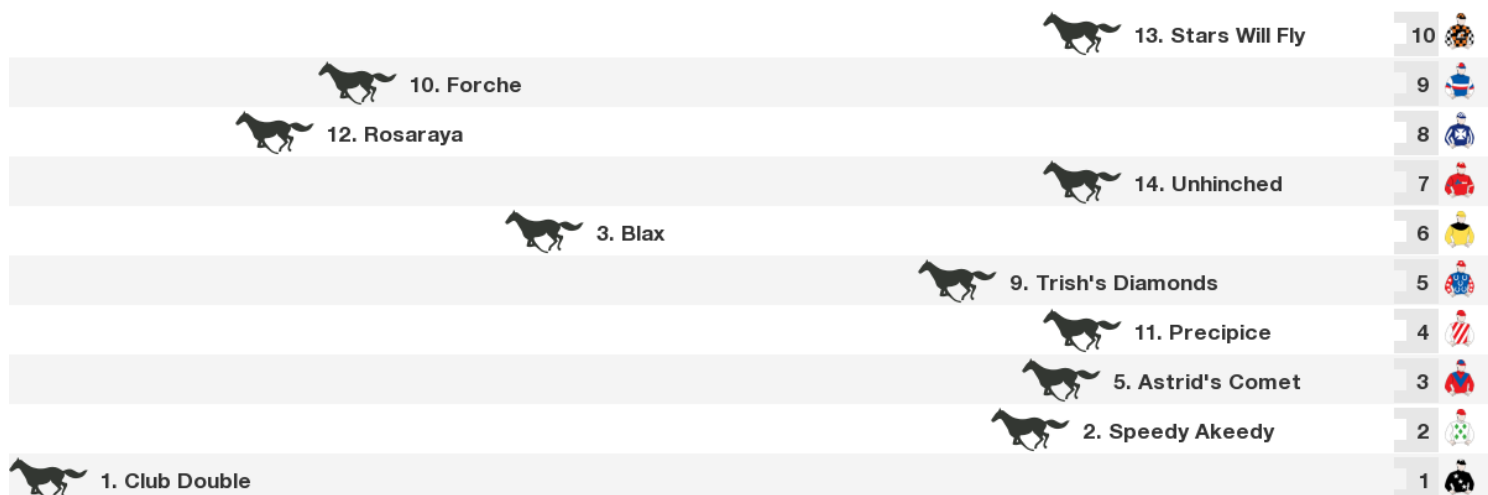 13. Stars Will Fly 10
10. Forche 9
12. Rosaraya 8
14. Unhinched 7
3. Blax 6
9. Trish's Diamonds 5
11. Precipice 4
5. Astrid's Comet 3
2. Speedy Akeedy 2
1. Club Double 1